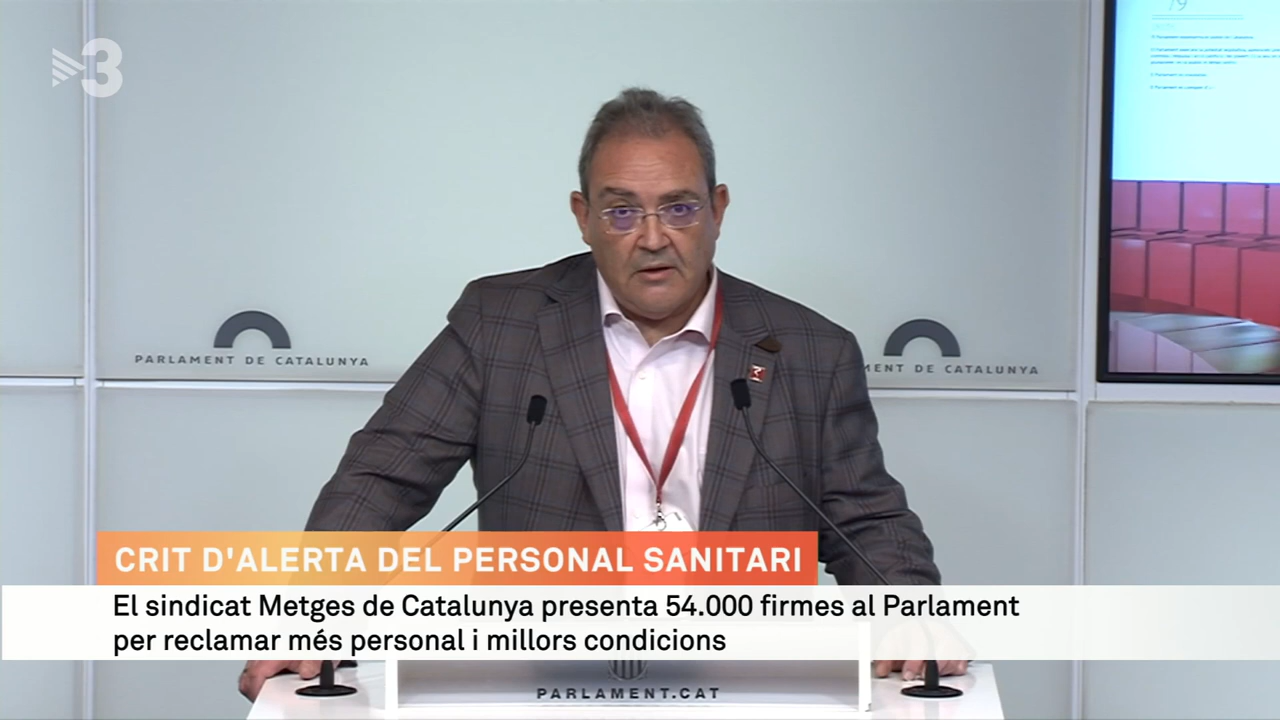 3
PARLAMENT DE CATALUNYA
MENT DE CATALUNYA
CRIT D'ALERTA DEL PERSONAL SANITARI
El sindicat Metges de Catalunya presenta 54.000 firmes al Parlament
per reclamar més personal i millors condicions
PARLAMENT.CAT